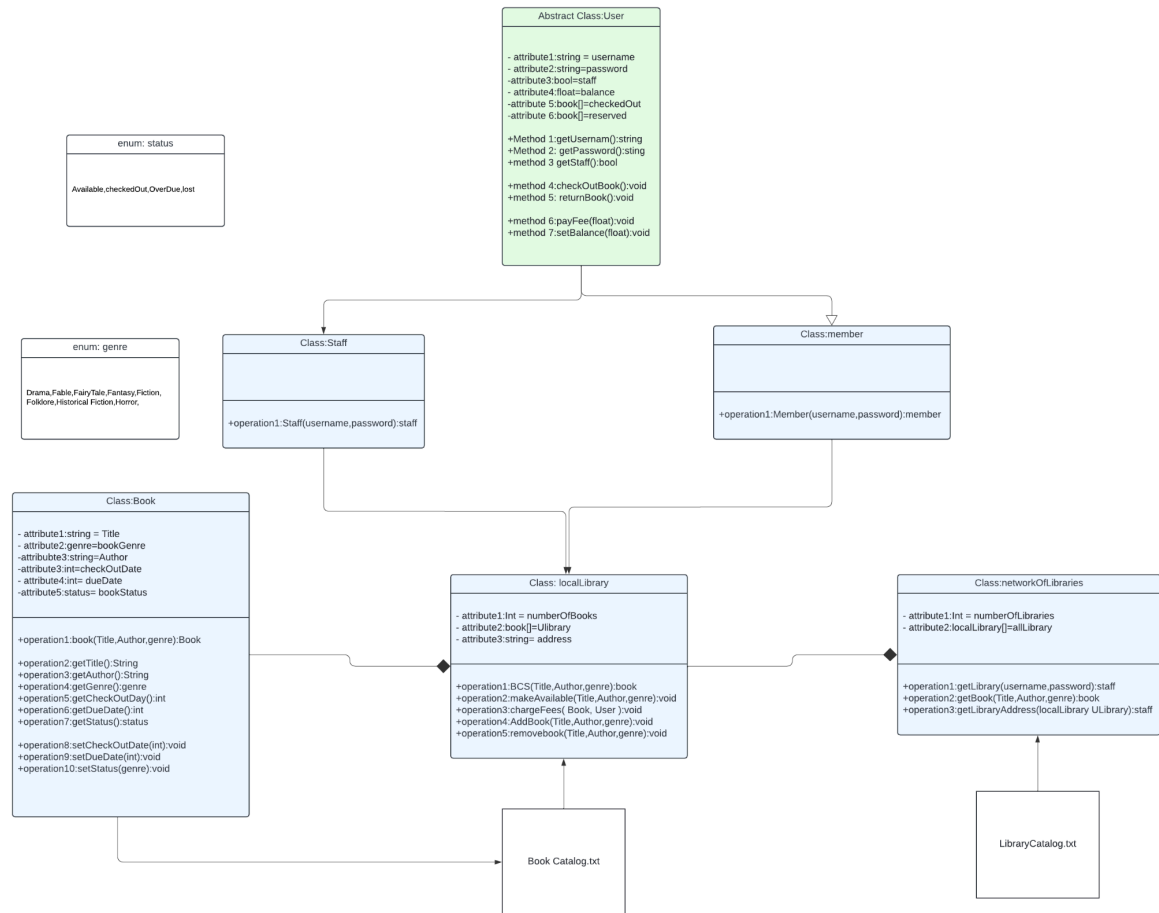 Abstract Class:User
- attribute1:string = username
- attribute2:string=password
-attribute3:bool=staff
- attribute4:float=balance
-attribute 5:book[]=checkedOut
-attribute 6:book[]=reserved
+Method 1:getUsernam():string
+Method 2: getPassword():sting
+method 3 getStaff():bool
+method 4:checkOutBook():void
+method 5: returnBook():void
+method 6:payFee(float):void
+method 7:setBalance(float):void
enum: status
Available,checkedOut,OverDue,lost
enum: genre
Drama,Fable,FairyTale,Fantasy,Fiction,
Folklore,Historical Fiction,Horror,
Class:Staff
+operation1:Staff(username,password):staff
Class:member
+operation1:Member(username,password):member
Class:Book
- attribute1:string = Title
- attribute2:genre=bookGenre
-attribubte3:string=Author
-attribute3:int=checkOutDate
- attribute4:int= dueDate
-attribute5:status= bookStatus
+operation1:book(Title,Author,genre):Book
+operation2:getTitle():String
+operation3:getAuthor():String
+operation4:getGenre():genre
+operation5:getCheckOutDay():int
+operation6:getDueDate():int
+operation7:getStatus():status
+operation8:setCheckOutDate(int):void
+operation9:setDueDate(int):void
+operation10:setStatus(genre):void
Class: localLibrary
- attribute1:Int = numberOfBooks
- attribute2:book[]=Ulibrary
- attribute3:string= address
+operation1:BCS(Title,Author,genre):book
+operation2:makeAvailable(Title,Author,genre):void
+operation3:chargeFees( Book, User ):void
+operation4:AddBook(Title,Author,genre):void
+operation5:removebook(Title,Author,genre):void
Class:networkOfLibraries
- attribute1:Int = numberOfLibraries
- attribute2:localLibrary[]=allLibrary
+operation1:getLibrary(username,password):staff
+operation2:getBook(Title,Author,genre):book
+operation3:getLibraryAddress(localLibrary ULibrary):staff
Book Catalog.txt
LibraryCatalog.txt